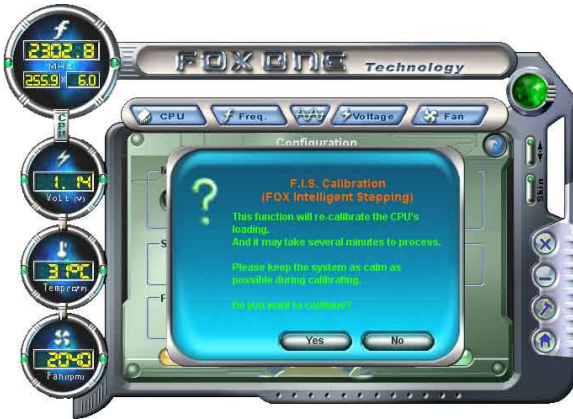 2302.8
MHz
255.9 x 6.0
CPU
1.14
Volt (V)
31°C
Temp
2040
Fan(rpm)
FOX ONE Technology
CPU
Freq.
Voltage
Fan
Configuration
M
S
F
F.I.S. Calibration
(FOX Intelligent Stepping)
This function will re-calibrate the CPU's
loading.
And it may take several minutes to process.
Please keep the system as calm as
possible during calibrating.
Do you want to continue?
Yes
No
Skin